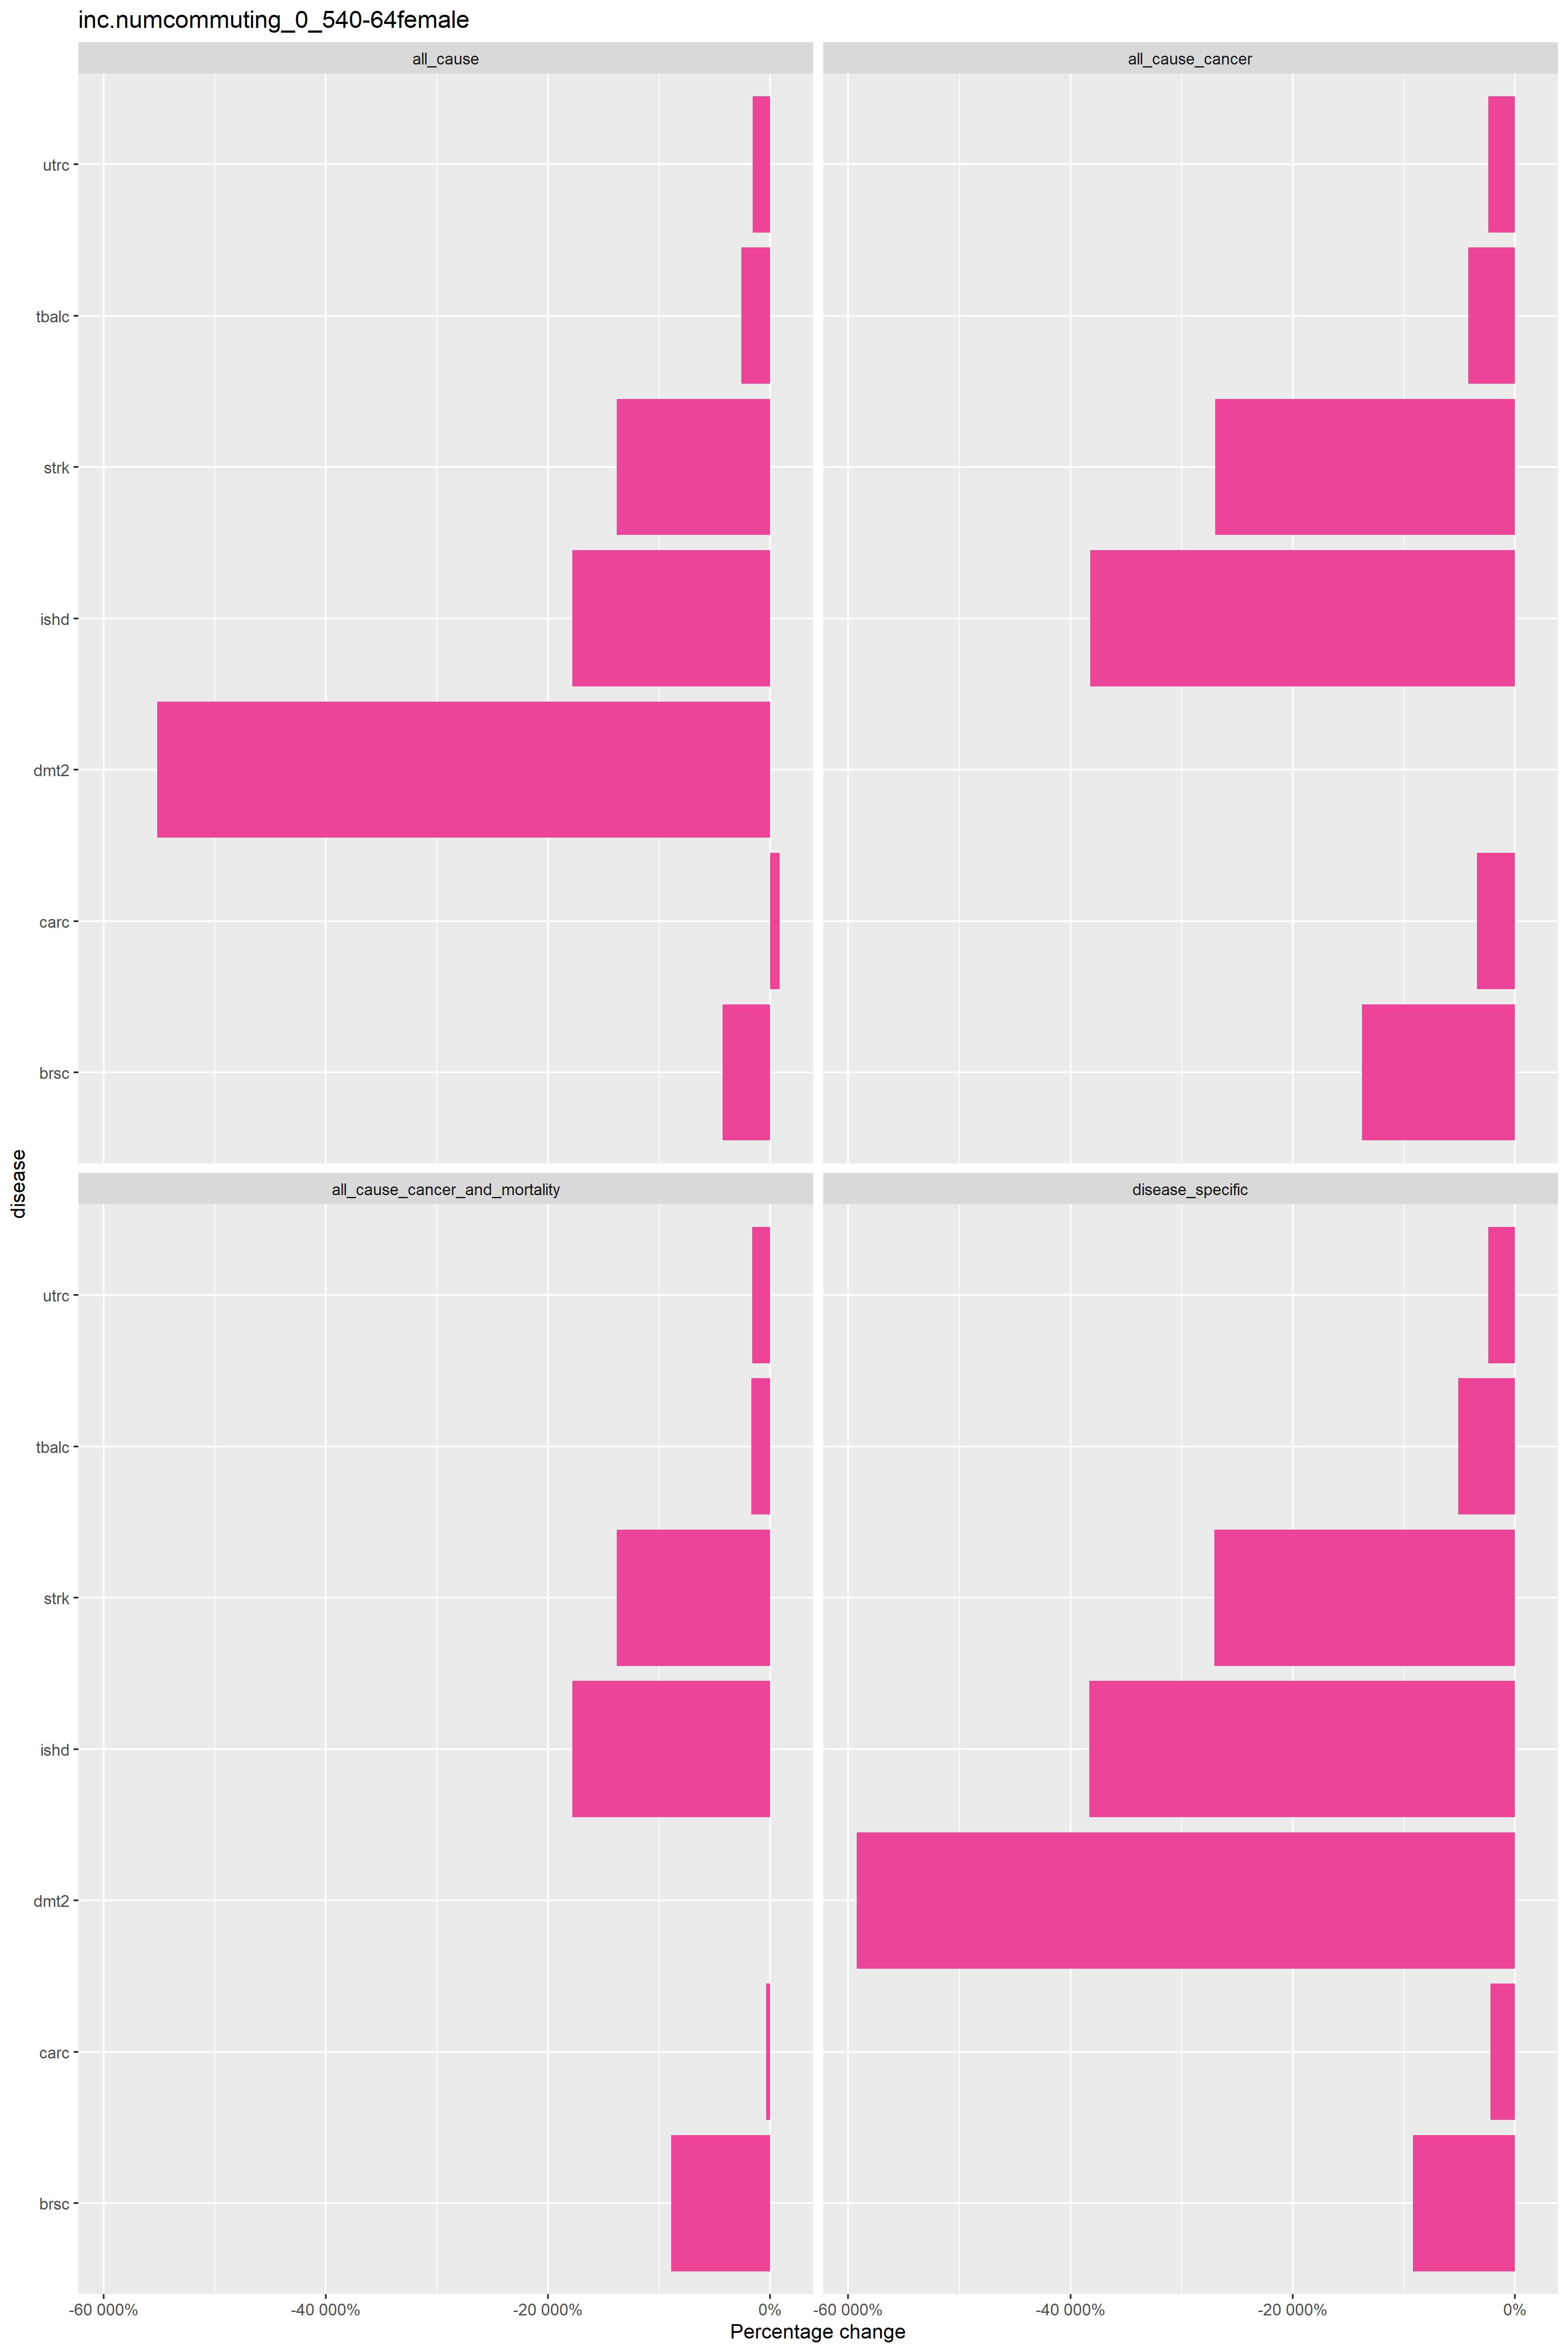 inc.numcommuting_0_540-64female
all_cause
all_cause_cancer
utrc
tbalc
strk
ishd
dmt2
carc
brsc
disease
all_cause_cancer_and_mortality
disease_specific
utrc
tbalc
strk
ishd
dmt2
carc
brsc
-60 000%
-40 000%
-20 000%
0%
-60 000%
-40 000%
-20 000%
0%
Percentage change